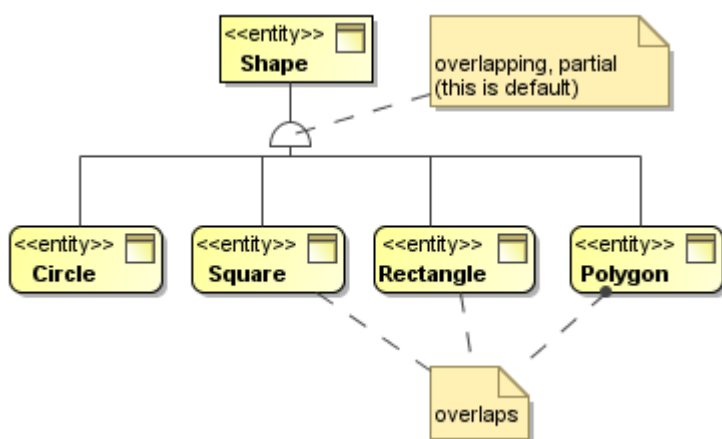 <<entity>>
Shape
overlapping, partial
(this is default)
<<entity>>
Circle
<<entity>>
Square
<<entity>>
Rectangle
<<entity>>
Polygon
overlaps